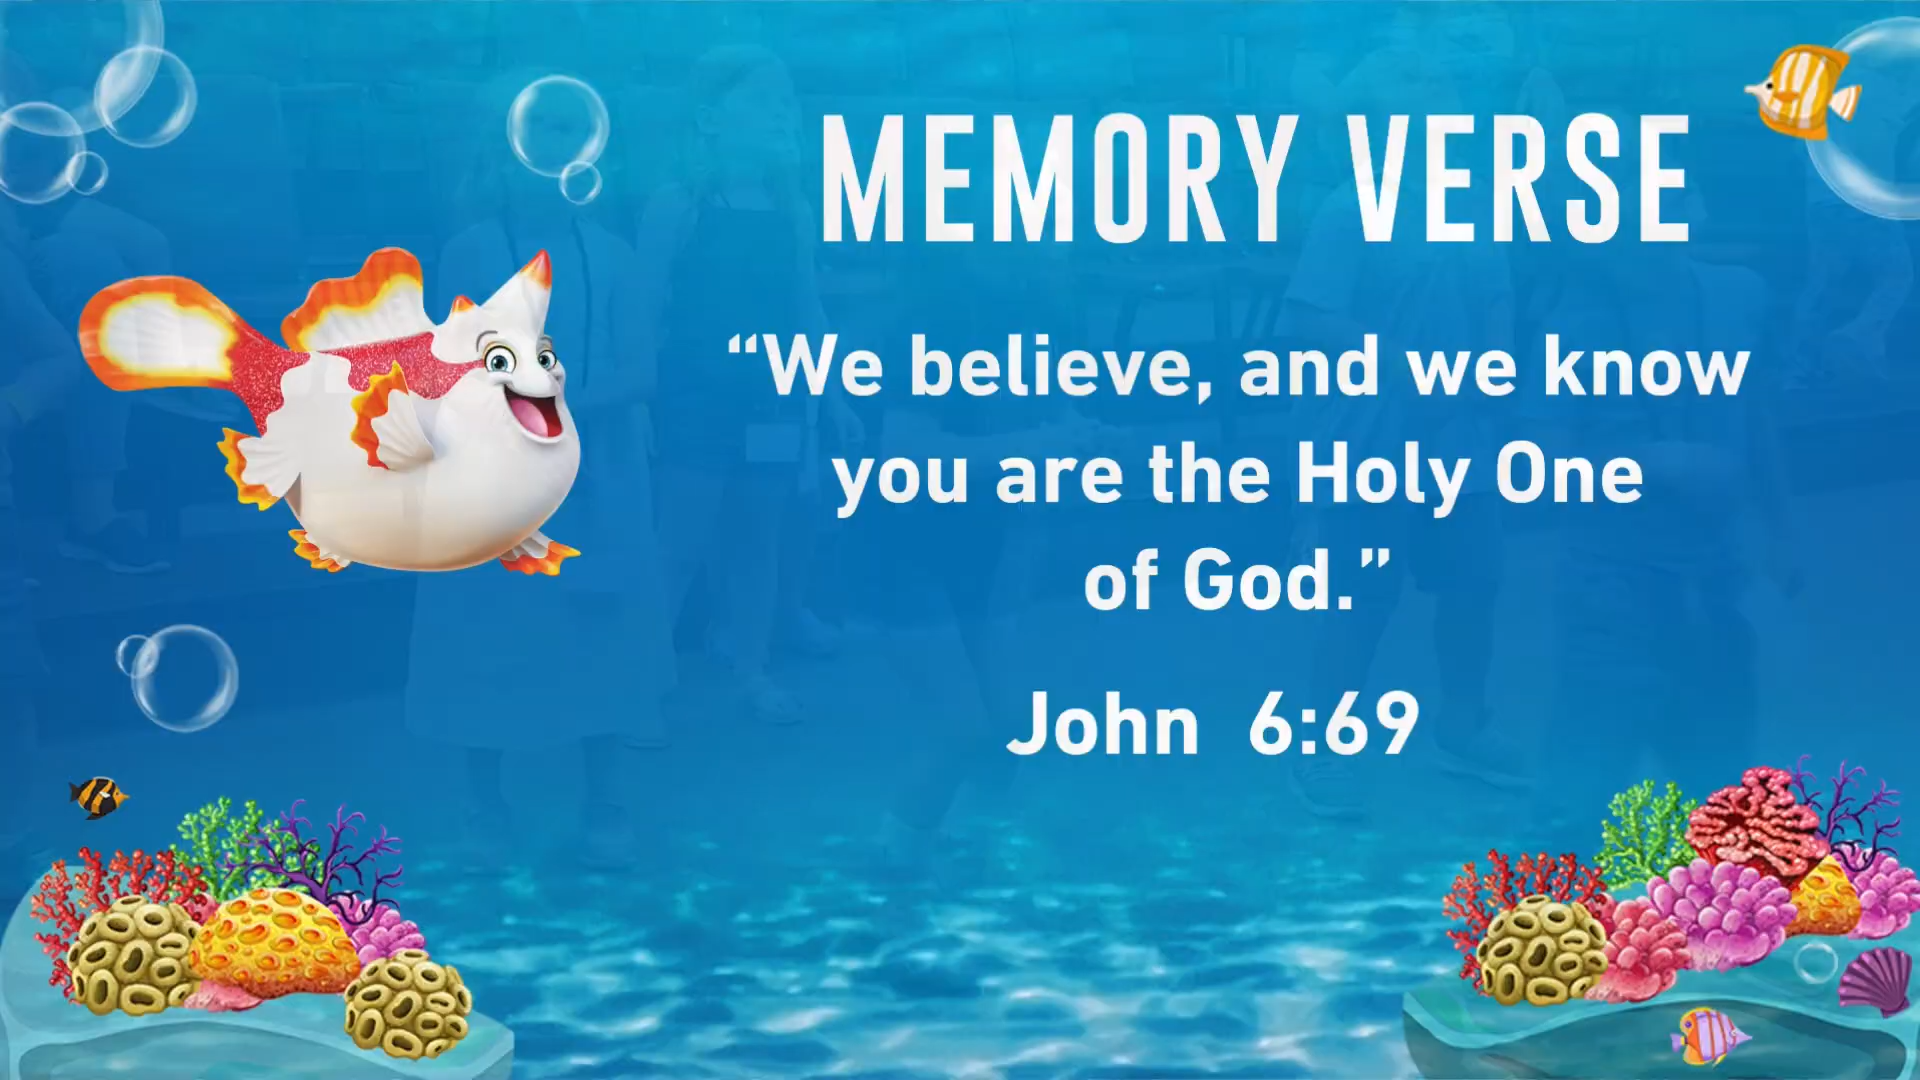 MEMORY VERSE
“We believe, and we know
you are the Holy One
of God.”
John 6:69